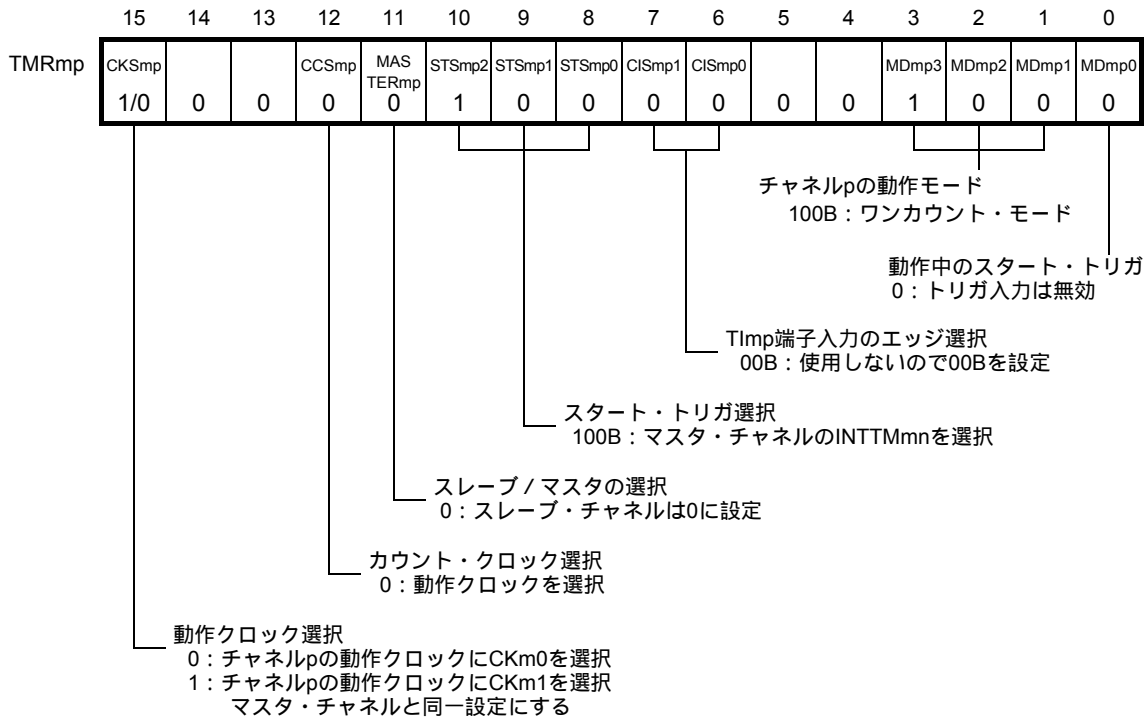 15 14 13 12 11 10 9 8 7 6 5 4 3 2 1 0
TMRmp
CKSmp CCSmp MAS TERmp STSmp2 STSmp1 STSmp0 CISmp1 CISmp0 MDmp3 MDmp2 MDmp1 MDmp0
1/0 0 0 0 0 1 0 0 0 0 0 0 1 0 0 0
チャネルpの動作モード
100B：ワンカウント・モード
動作中のスタート・トリガ
0：トリガ入力は無効
TImp端子入力のエッジ選択
00B：使用しないので00Bを設定
スタート・トリガ選択
100B：マスタ・チャネルのINTTMmnを選択
スレーブ／マスタの選択
0：スレーブ・チャネルは0に設定
カウント・クロック選択
0：動作クロックを選択
動作クロック選択
0：チャネルpの動作クロックにCKm0を選択
1：チャネルpの動作クロックにCKm1を選択
マスタ・チャネルと同一設定にする